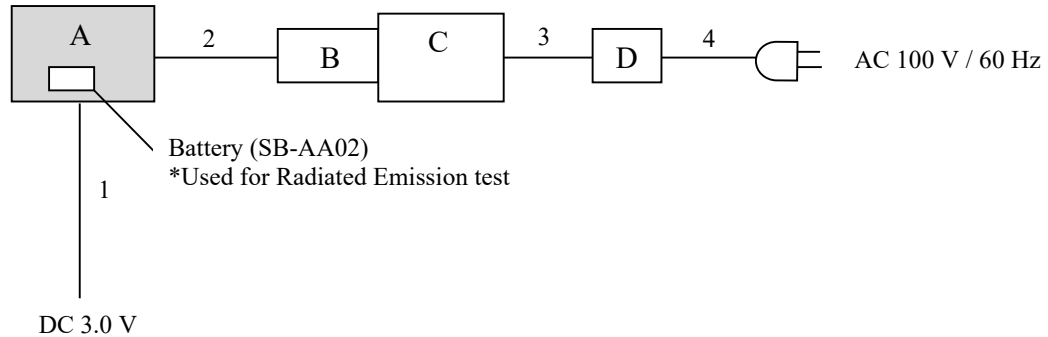 A
2
B
C
3
D
4
AC 100 V / 60 Hz
Battery (SB-AA02)
*Used for Radiated Emission test
1
DC 3.0 V